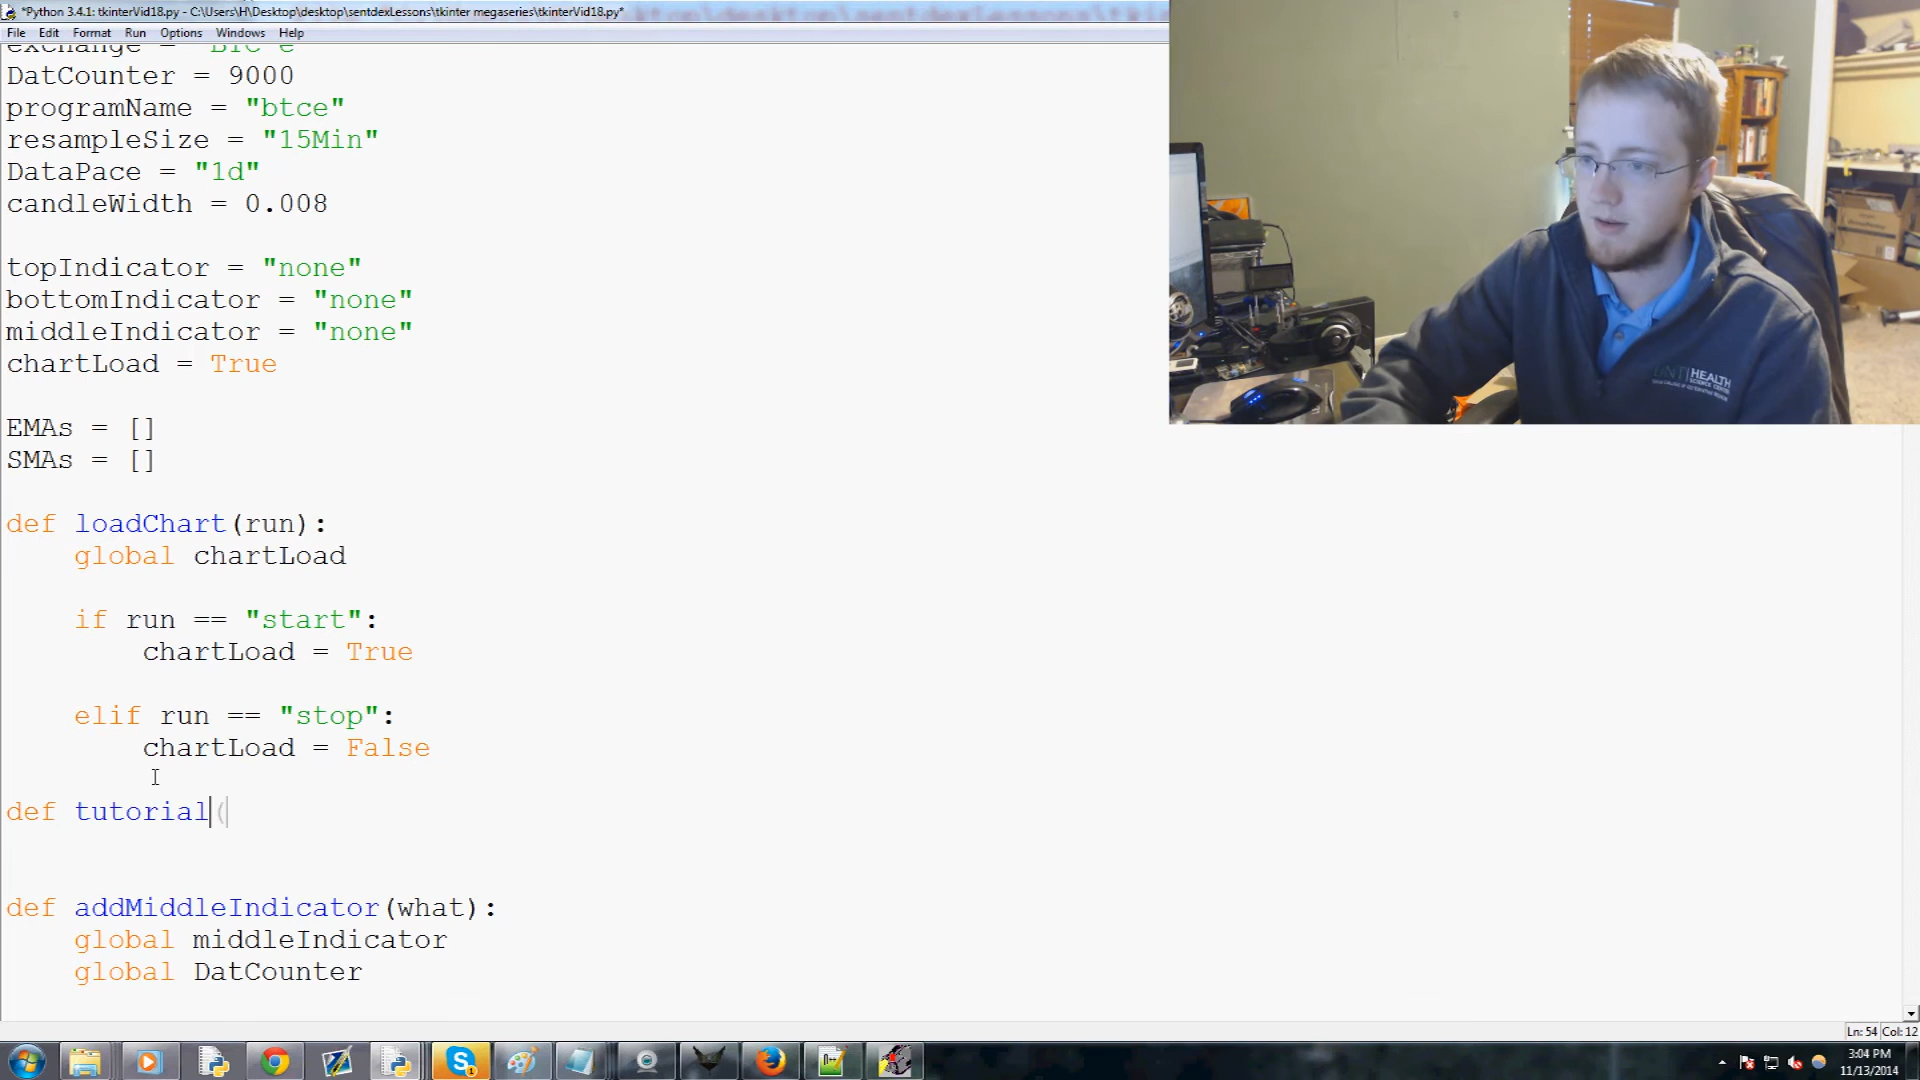 *Python 3.4.1: tkinterVid18.py - C:\Users\H\Desktop\desktop\sentdexLessons\tkinter megaseries\tkinterVid18.py*
File Edit Format Run Options Windows Help
DatCounter = 9000
programName = "btce"
resampleSize = "15Min"
DataPace = "1d"
candleWidth = 0.008
topIndicator = "none"
bottomIndicator = "none"
middleIndicator = "none"
chartLoad = True
EMAs = []
SMAs = []
def loadChart(run):
global chartLoad
if run == "start":
chartLoad = True
elif run == "stop":
chartLoad = False
def tutorial(
def addMiddleIndicator(what):
global middleIndicator
global DatCounter
Ln: 54 Col: 12
3:04 PM
11/13/2014
HEALTH